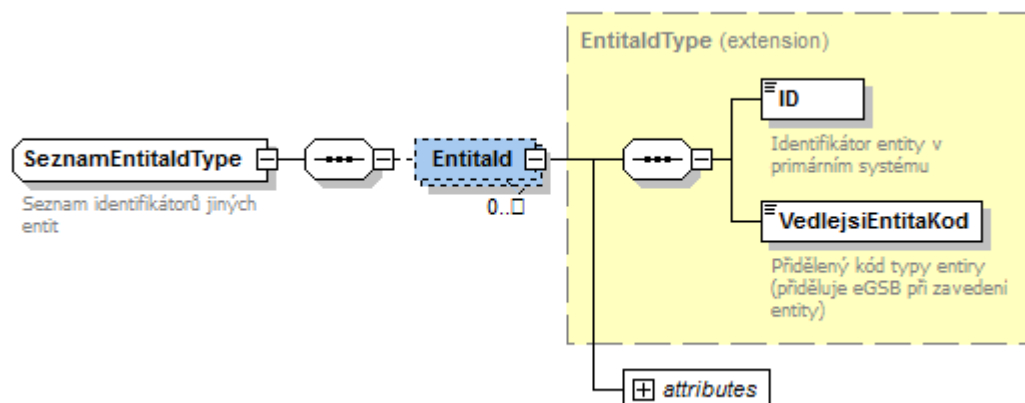 EntitaIdType (extension)
ID
Identifikátor entity v
primárním systému
SeznamEntitaIdType
EntitaId
Seznam identifikátorů jiných
entit
0..□
VedlejsiEntitaKod
Přidělený kód typy entiry
(přiděluje eGSB při zavedení
entity)
attributes